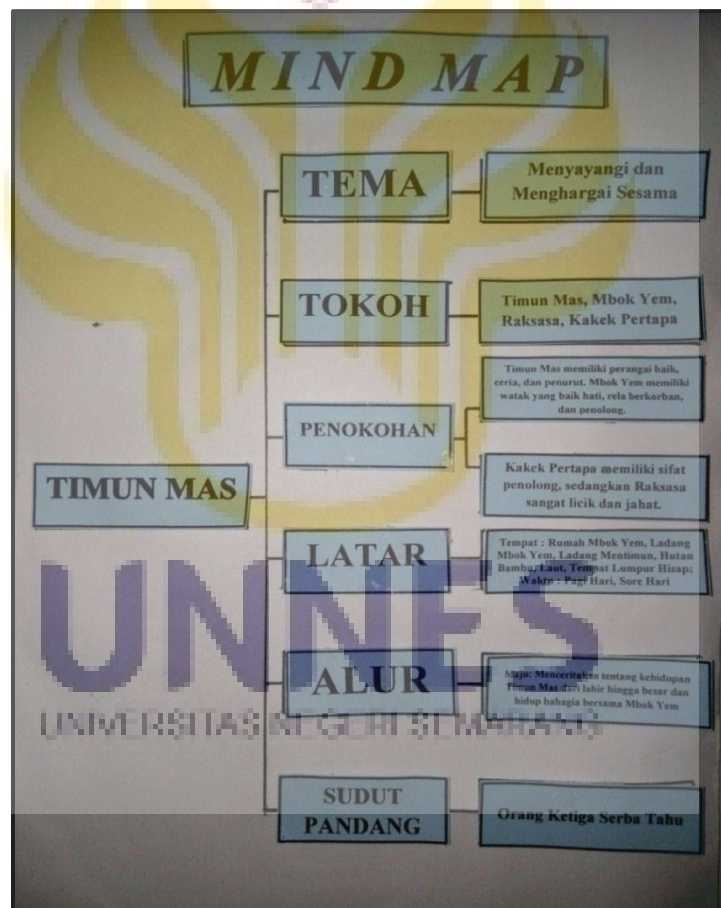 MIND MAP
TEMA
Menyayangi dan
Menghargai Sesama
TOKOH
Timun Mas, Mbok Yem,
Raksasa, Kakek Pertapa
PENOKOHAN
Timun Mas memiliki perangai baik,
ceria, dan penurut. Mbok Yem memiliki
watak yang baik hati, rela berkorban,
dan penolong.
Kakek Pertapa memiliki sifat
penolong, sedangkan Raksasa
sangat licik dan jahat.
TIMUN MAS
LATAR
Tempat : Rumah Mbok Yem, Ladang
Mbok Yem, Ladang Mentimun, Hutan
Bambu, Laut, Tempat Lumpur Hisap;
Waktu : Pagi Hari, Sore Hari
ALUR
Maju: Menceritakan tentang kehidupan
Timun Mas dari lahir hingga besar dan
hidup bahagia bersama Mbok Yem
SUDUT
PANDANG
Orang Ketiga Serba Tahu
UNNES
UNIVERSITAS NEGERI SEMARANG